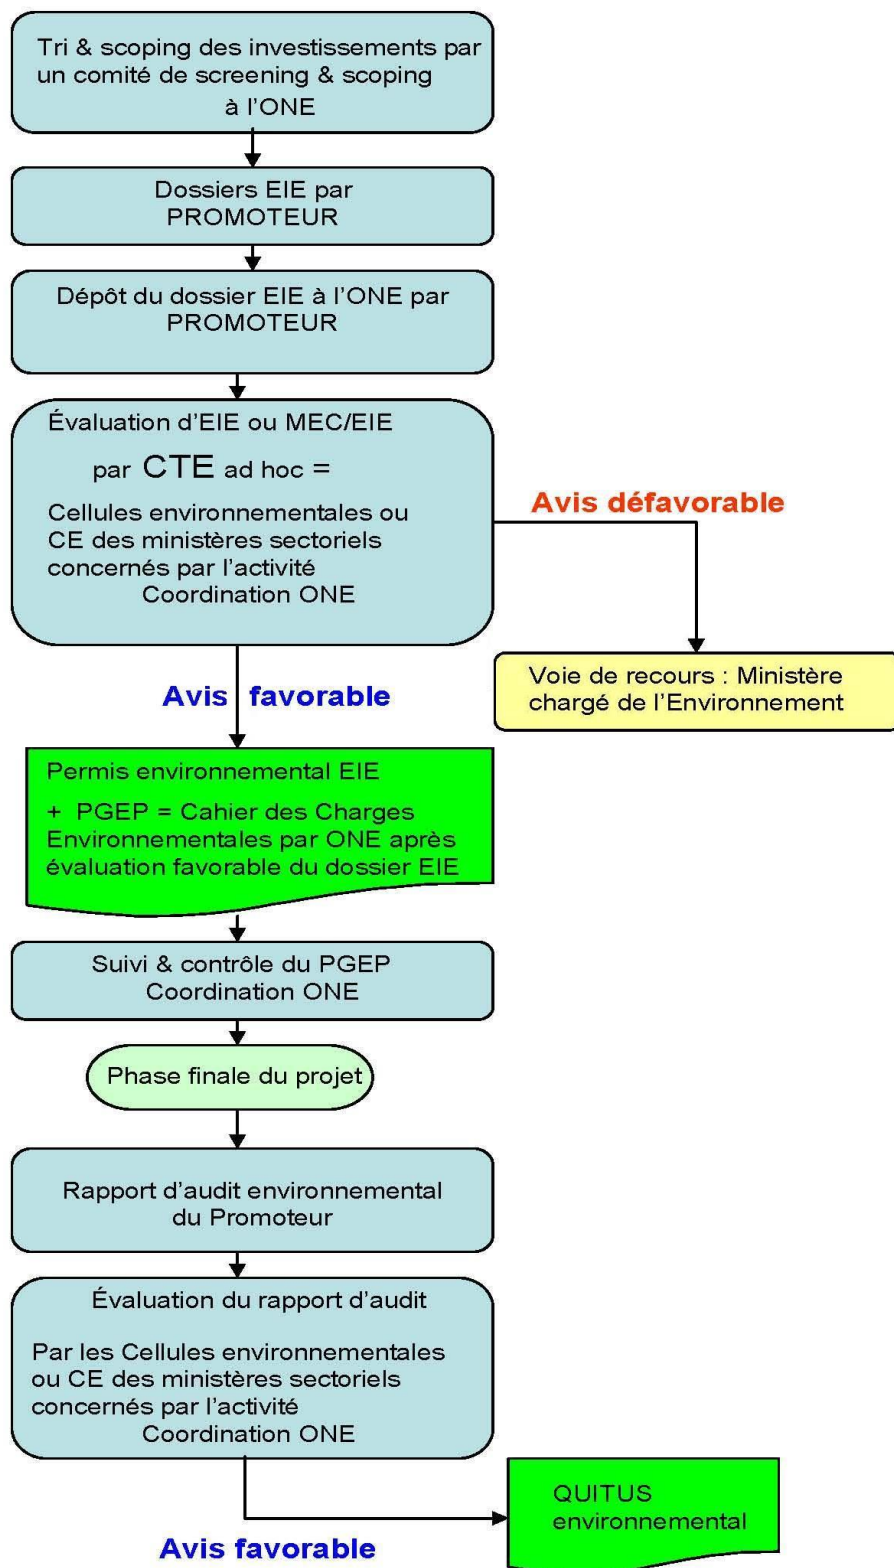 Tri & scoping des investissements par
un comité de screening & scoping
à l'ONE
Dossiers EIE par
PROMOTEUR
Dépôt du dossier EIE à l'ONE par
PROMOTEUR
Évaluation d'EIE ou MEC/EIE
par CTE ad hoc =
Cellules environnementales ou
CE des ministères sectoriels
concernés par l'activité
Coordination ONE
Avis défavorable
Voie de recours : Ministère
chargé de l'Environnement
Avis favorable
Permis environnemental EIE
+ PGEP = Cahier des Charges
Environnementales par ONE après
évaluation favorable du dossier EIE
Suivi & contrôle du PGEP
Coordination ONE
Phase finale du projet
Rapport d'audit environnemental
du Promoteur
Évaluation du rapport d'audit
Par les Cellules environnementales
ou CE des ministères sectoriels
concernés par l'activité
Coordination ONE
QUITUS
environnemental
Avis favorable